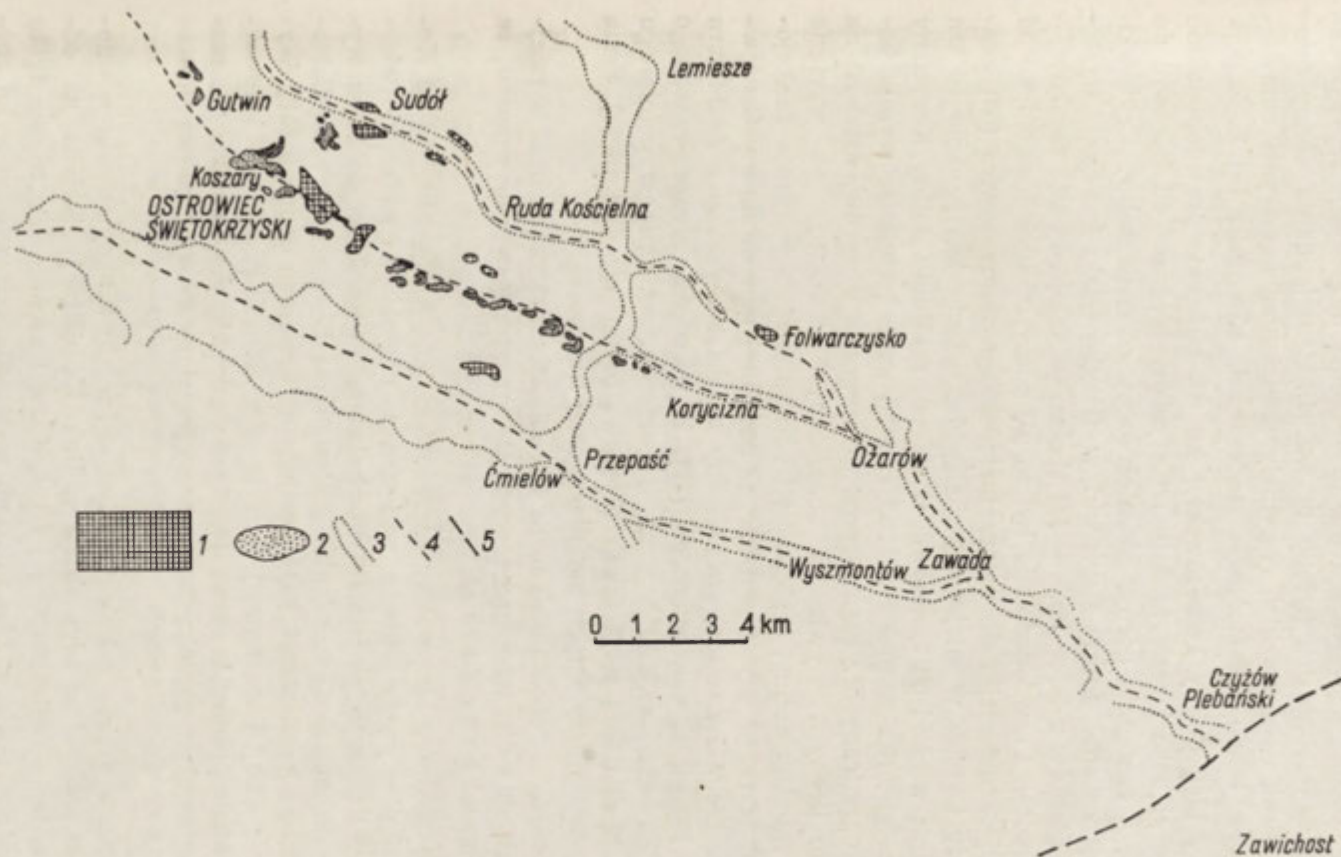 Lemiesze
Gutwin
Sudół
Koszary
OSTROWIEC
ŚWIĘTOKRZYSKI
Ruda Kościelna
Folwarczysko
Korycizna
Ożarów
Przepaść
Ćmielów
1 2 3 4 5
Wyszmontów
Zawada
0 1 2 3 4 km
Czyżów
Plebański
Zawichost